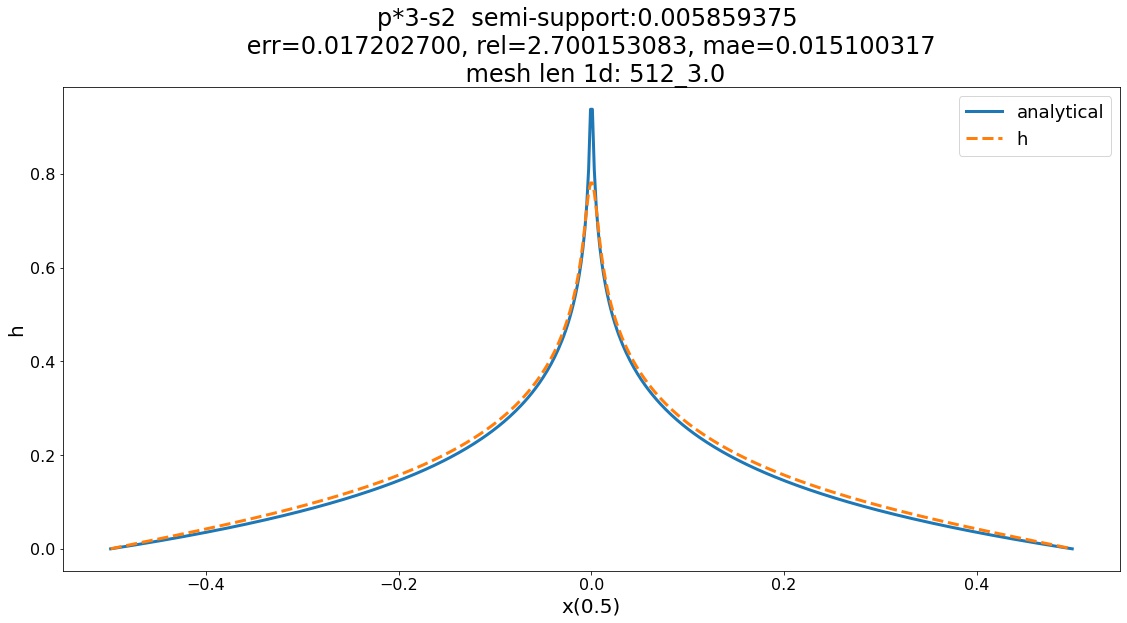 p*3-s2  semi-support:0.005859375
err=0.017202700, rel=2.700153083, mae=0.015100317
mesh len 1d: 512_3.0
analytical
h
h
0.8
0.6
0.4
0.2
0.0
−0.4
−0.2
0.0
0.2
0.4
x(0.5)